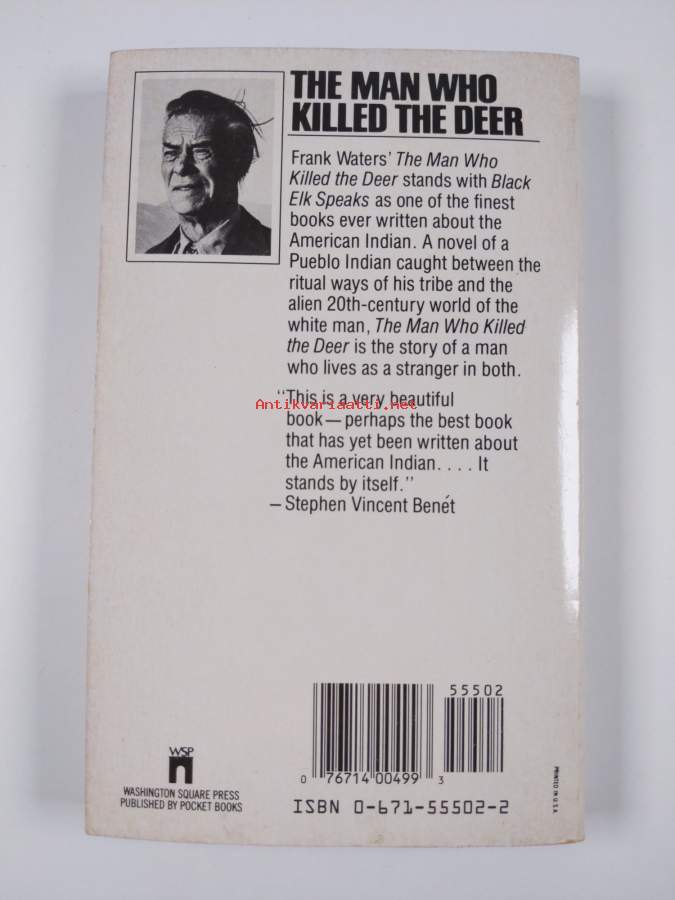 THE MAN WHO
KILLED THE DEER
Frank Waters' The Man Who
Killed the Deer stands with Black
Elk Speaks as one of the finest
books ever written about the
American Indian. A novel of a
Pueblo Indian caught between the
ritual ways of his tribe and the
alien 20th-century world of the
white man, The Man Who Killed
the Deer is the story of a man
who lives as a stranger in both.
"This is a very beautiful
Antikvariaatti.net
book—perhaps the best book
that has yet been written about
the American Indian. . . . It
stands by itself."
—Stephen Vincent Benét
55502
0 76714 00499 3
ISBN 0-671-55502-2
WSP
WASHINGTON SQUARE PRESS
PUBLISHED BY POCKET BOOKS
PRINTED IN U.S.A.